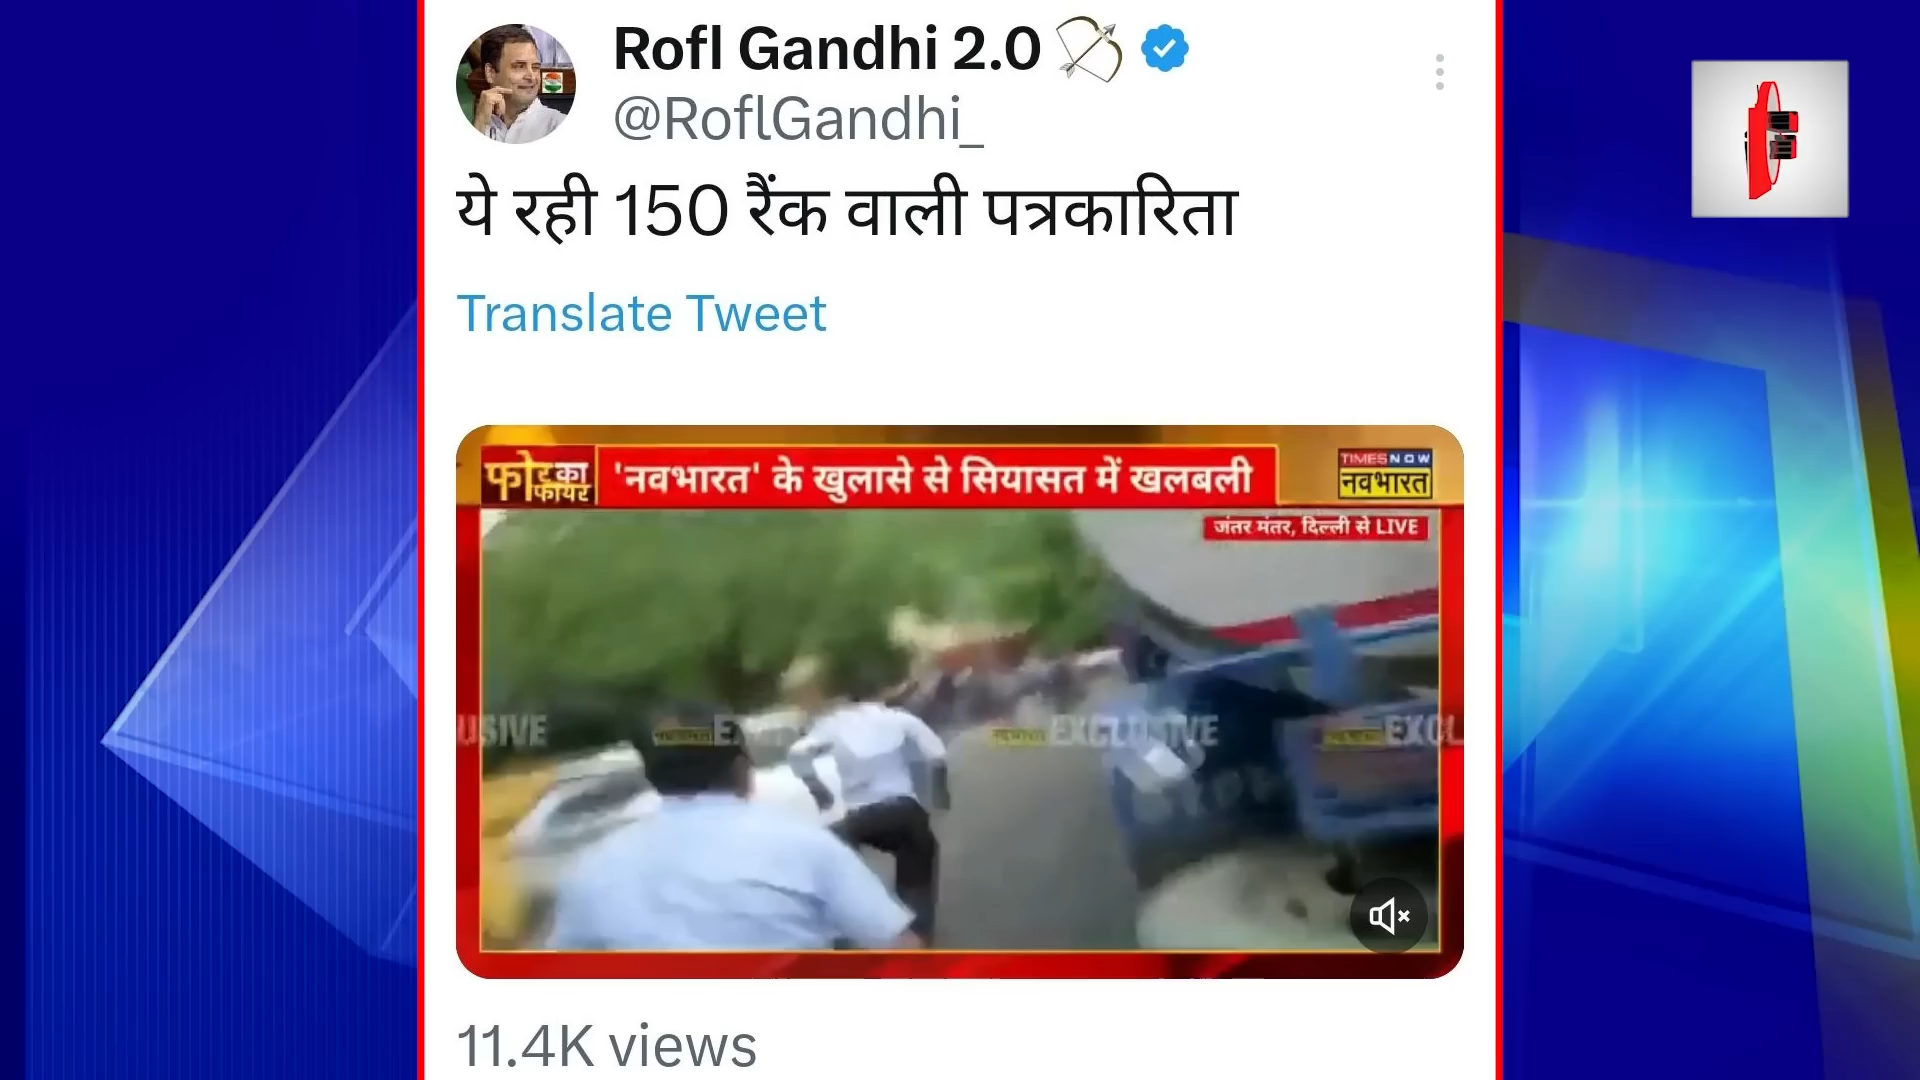 Rofl Gandhi 2.0
@RoflGandhi_
ये रही 150 रैंक वाली पत्रकारिता
Translate Tweet
फोर का
फायर
'नवभारत' के खुलासे से सियासत में खलबली
TIMES NOW
नवभारत
जंतर मंतर, दिल्ली से LIVE
USIVE
EXCLUSIVE
EXCL
11.4K views